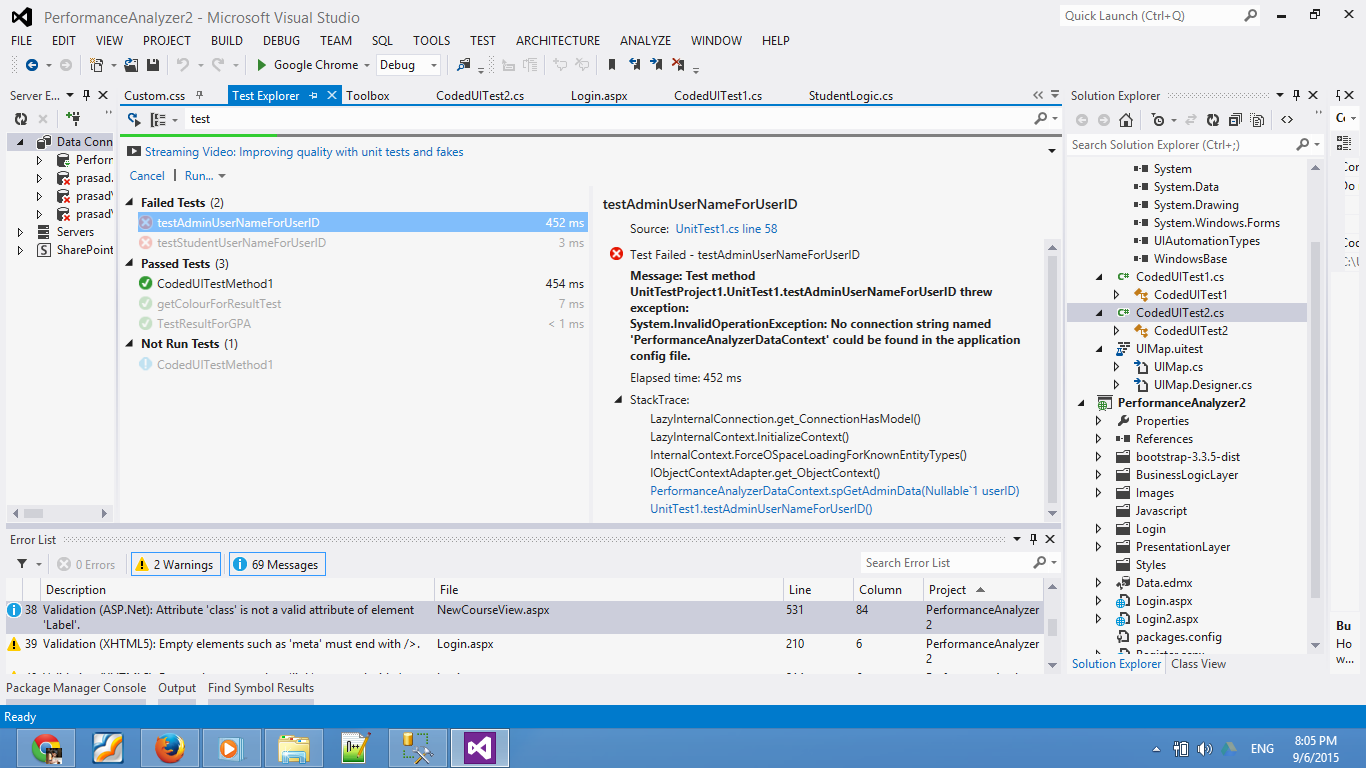 PerformanceAnalyzer2 - Microsoft Visual Studio
Quick Launch (Ctrl+Q)
FILE EDIT VIEW PROJECT BUILD DEBUG TEAM SQL TOOLS TEST ARCHITECTURE ANALYZE WINDOW HELP
Google Chrome Debug
Server E...
Custom.css Test Explorer Toolbox CodedUITest2.cs Login.aspx CodedUITest1.cs StudentLogic.cs
test
Data Conn
Perform
prasad.
prasad
prasad
Servers
SharePoint
Streaming Video: Improving quality with unit tests and fakes
Cancel | Run...
Failed Tests (2)
testAdminUserNameForUserID 452 ms
testStudentUserNameForUserID 3 ms
Passed Tests (3)
CodedUITestMethod1 454 ms
getColourForResultTest 7 ms
TestResultForGPA < 1 ms
Not Run Tests (1)
CodedUITestMethod1
testAdminUserNameForUserID
Source: UnitTest1.cs line 58
Test Failed - testAdminUserNameForUserID
Message: Test method
UnitTestProject1.UnitTest1.testAdminUserNameForUserID threw
exception:
System.InvalidOperationException: No connection string named
'PerformanceAnalyzerDataContext' could be found in the application
config file.
Elapsed time: 452 ms
StackTrace:
LazyInternalConnection.get_ConnectionHasModel()
LazyInternalContext.InitializeContext()
InternalContext.ForceOSpaceLoadingForKnownEntityTypes()
IObjectContextAdapter.get_ObjectContext()
PerformanceAnalyzerDataContext.spGetAdminData(Nullable`1 userID)
UnitTest1.testAdminUserNameForUserID()
Solution Explorer
Search Solution Explorer (Ctrl+;)
System
System.Data
System.Drawing
System.Windows.Forms
UIAutomationTypes
WindowsBase
CodedUITest1.cs
CodedUITest1
CodedUITest2.cs
CodedUITest2
UIMap.uitest
UIMap.cs
UIMap.Designer.cs
PerformanceAnalyzer2
Properties
References
bootstrap-3.3.5-dist
BusinessLogicLayer
Images
Javascript
Login
PresentationLayer
Styles
Data.edmx
Login.aspx
Login2.aspx
packages.config
Register.aspx
Solution Explorer Class View
Bu
Ho
w...
Error List
0 Errors 2 Warnings 69 Messages
Search Error List
Description File Line Column Project
38 Validation (ASP.Net): Attribute 'class' is not a valid attribute of element NewCourseView.aspx 531 84 PerformanceAnalyzer
'Label'. 2
39 Validation (XHTML5): Empty elements such as 'meta' must end with />. Login.aspx 210 6 PerformanceAnalyzer
2
Package Manager Console Output Find Symbol Results
Ready
ENG
8:05 PM
9/6/2015